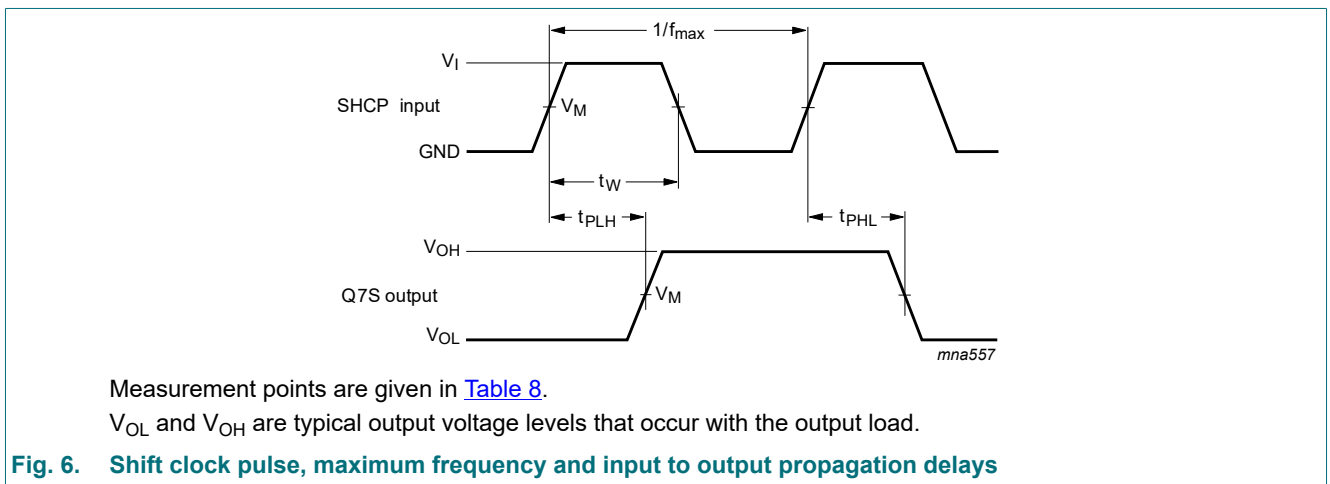 1/fmax
VI
SHCP input
VM
GND
tW
tPLH
tPHL
VOH
Q7S output
VM
VOL
mna557
Measurement points are given in Table 8.
VOL and VOH are typical output voltage levels that occur with the output load.
Fig. 6. Shift clock pulse, maximum frequency and input to output propagation delays